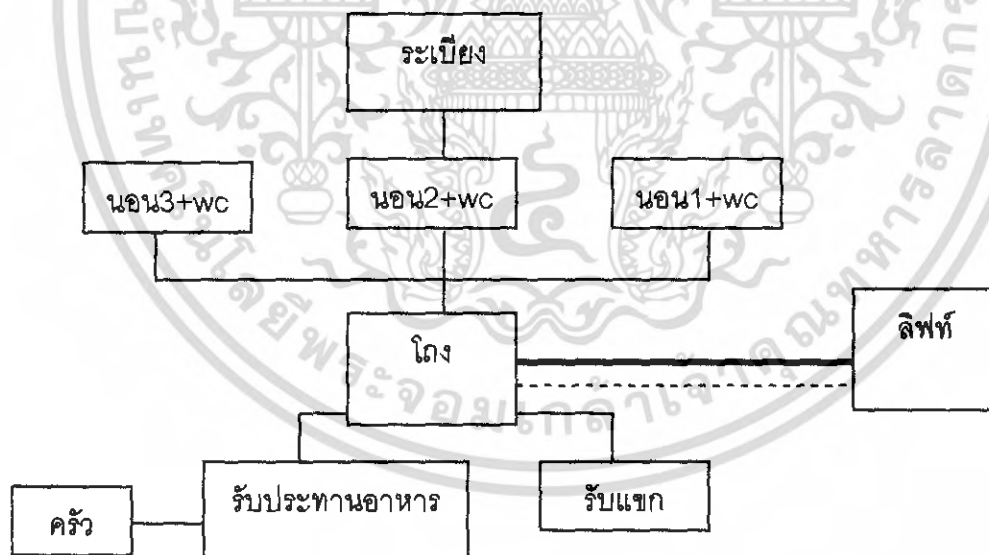 ระเบียง
นอน3+wc
นอน2+wc
นอน1+wc
ลิฟท์
โถง
รับประทานอาหาร
รับแขก
ครัว